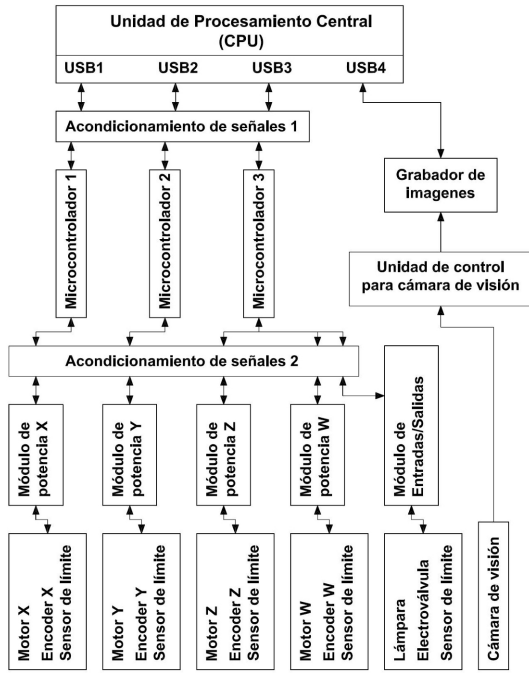 Unidad de Procesamiento Central
(CPU)
USB1 USB2 USB3 USB4
Acondicionamiento de señales 1
Microcontrolador 1
Microcontrolador 2
Microcontrolador 3
Grabador de
imagenes
Unidad de control
para cámara de visión
Acondicionamiento de señales 2
Módulo de
potencia X
Módulo de
potencia Y
Módulo de
potencia Z
Módulo de
potencia W
Módulo de
Entradas/Salidas
Motor X
Encoder X
Sensor de límite
Motor Y
Encoder Y
Sensor de límite
Motor Z
Encoder Z
Sensor de límite
Motor W
Encoder W
Sensor de límite
Lámpara
Electroválvula
Sensor de límite
Cámara de visión